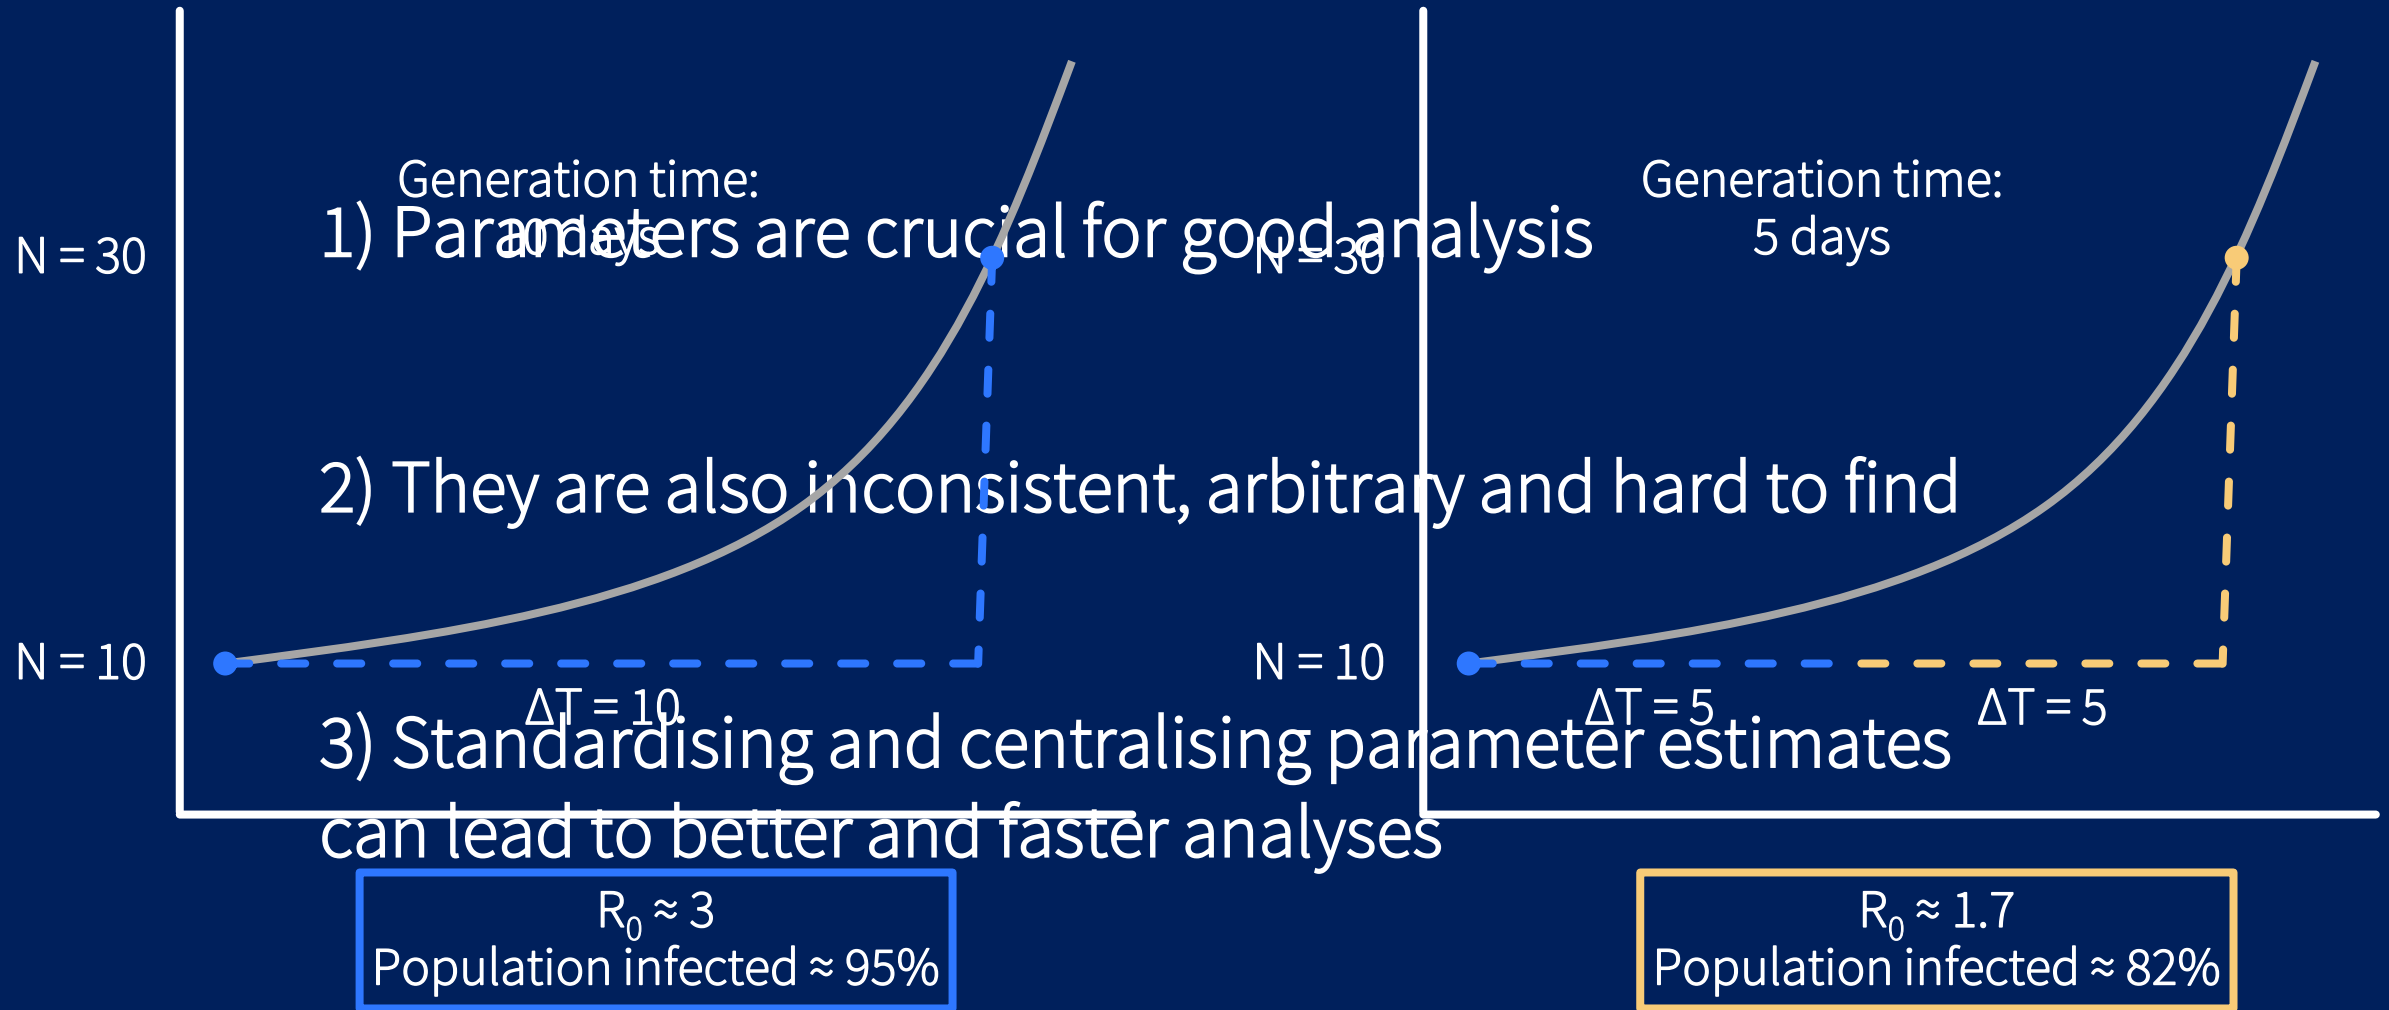 Generation time:
10 days
N = 30
N = 10
ΔT = 10
R₀ ≈ 3
Population infected ≈ 95%
Generation time:
5 days
N = 30
N = 10
ΔT = 5
ΔT = 5
R₀ ≈ 1.7
Population infected ≈ 82%
1) Parameters are crucial for good analysis
2) They are also inconsistent, arbitrary and hard to find
3) Standardising and centralising parameter estimates
can lead to better and faster analyses